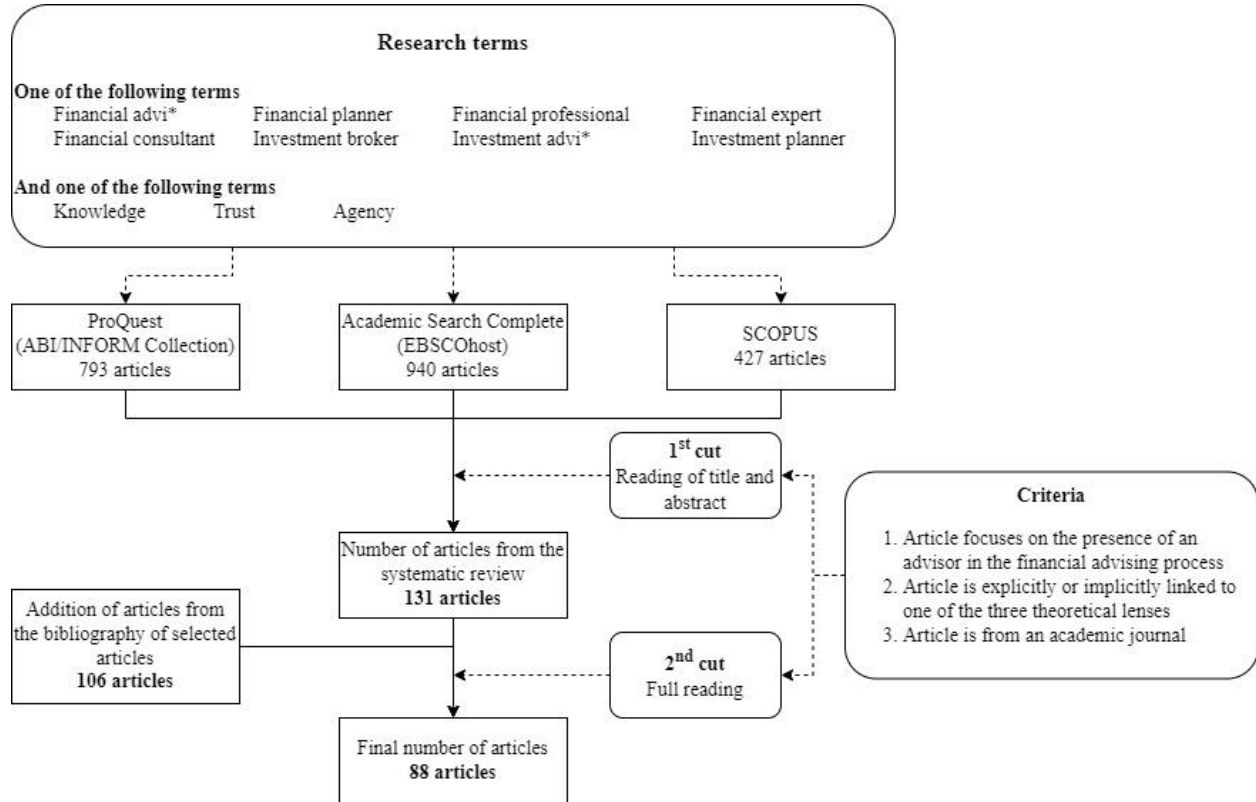 Research terms
One of the following terms
Financial advi* Financial planner Financial professional Financial expert
Financial consultant Investment broker Investment advi* Investment planner
And one of the following terms
Knowledge Trust Agency
ProQuest
(ABI/INFORM Collection)
793 articles
Academic Search Complete
(EBSCOhost)
940 articles
SCOPUS
427 articles
1st cut
Reading of title and
abstract
Criteria
1. Article focuses on the presence of an
advisor in the financial advising process
2. Article is explicitly or implicitly linked to
one of the three theoretical lenses
3. Article is from an academic journal
Number of articles from the
systematic review
131 articles
Addition of articles from
the bibliography of selected
articles
106 articles
2nd cut
Full reading
Final number of articles
88 articles